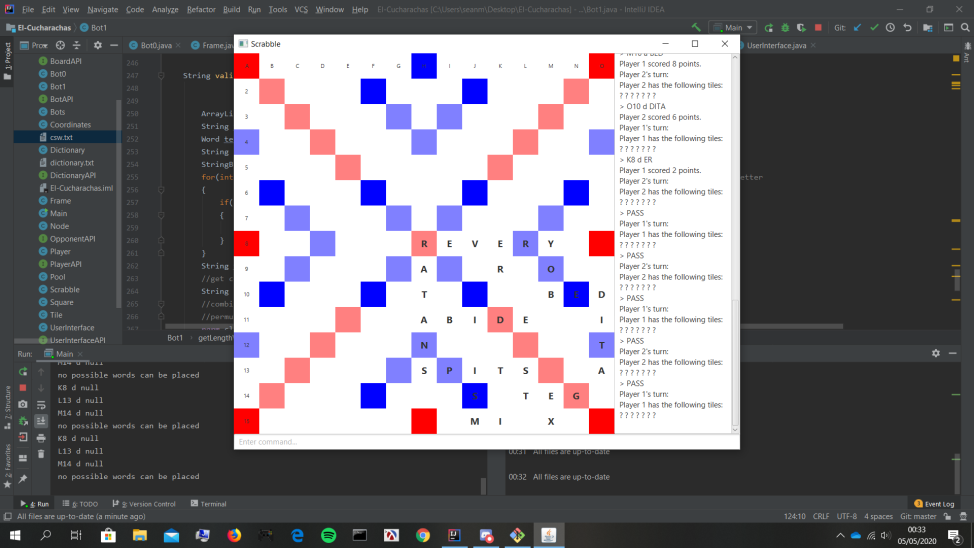 File Edit View Navigate Code Analyze Refactor Build Run Tools VCS Window Help El-Cucharachas [C:\Users\seanm\Desktop\El-Cucharachas] - ...\Bot1.java - IntelliJ IDEA
El-Cucharachas Bot1
Main
Git:
Bot0.java
Frame.jav
UserInterface.java
1: Project
BoardAPI
Bot0
Bot1
BotAPI
Bots
Coordinates
csw.txt
Dictionary
dictionary.txt
DictionaryAPI
El-Cucharachas.iml
Frame
Main
Node
OpponentAPI
Player
PlayerAPI
Pool
Scrabble
Square
Tile
UserInterface
UserInterfaceAPI
246
247
248
249
250
251
252
253
254
255
256
257
258
259
260
261
262
String vali
ArrayLi
String
Word te
String
StringB
for(int
{
if(
{
}
}
String
//get c
String
//combi
//permu
etter
Bot1
getLength
Scrabble
B C D E F G I J K L M N
2
3
4
5
6
7
R E V E R Y
9 A R O
10 T B E D
11 A B I D E I
12 N T
13 S P I T S A
14 S T E G
M I X
Player 1 scored 8 points.
Player 2's turn:
Player 2 has the following tiles:
? ? ? ? ? ? ?
> O10 d DITA
Player 2 scored 6 points.
Player 1's turn:
Player 1 has the following tiles:
? ? ? ? ? ? ?
> K8 d ER
Player 1 scored 2 points.
Player 2's turn:
Player 2 has the following tiles:
? ? ? ? ? ? ?
> PASS
Player 1's turn:
Player 1 has the following tiles:
? ? ? ? ? ? ?
> PASS
Player 2's turn:
Player 2 has the following tiles:
? ? ? ? ? ? ?
> PASS
Player 1's turn:
Player 1 has the following tiles:
? ? ? ? ? ? ?
> PASS
Player 2's turn:
Player 2 has the following tiles:
? ? ? ? ? ? ?
> PASS
Player 1's turn:
Player 1 has the following tiles:
? ? ? ? ? ? ?
Enter command...
Run: Main
M14 d null
no possible words can be placed
K8 d null
L13 d null
M14 d null
no possible words can be placed
K8 d null
L13 d null
M14 d null
no possible words can be placed
00:31 All files are up-to-date
00:32 All files are up-to-date
Structure
2: Favorites
4: Run 6: TODO 9: Version Control Terminal
Event Log
All files are up-to-date (a minute ago)
124:10 CRLF UTF-8 4 spaces Git: master
00:33
05/05/2020